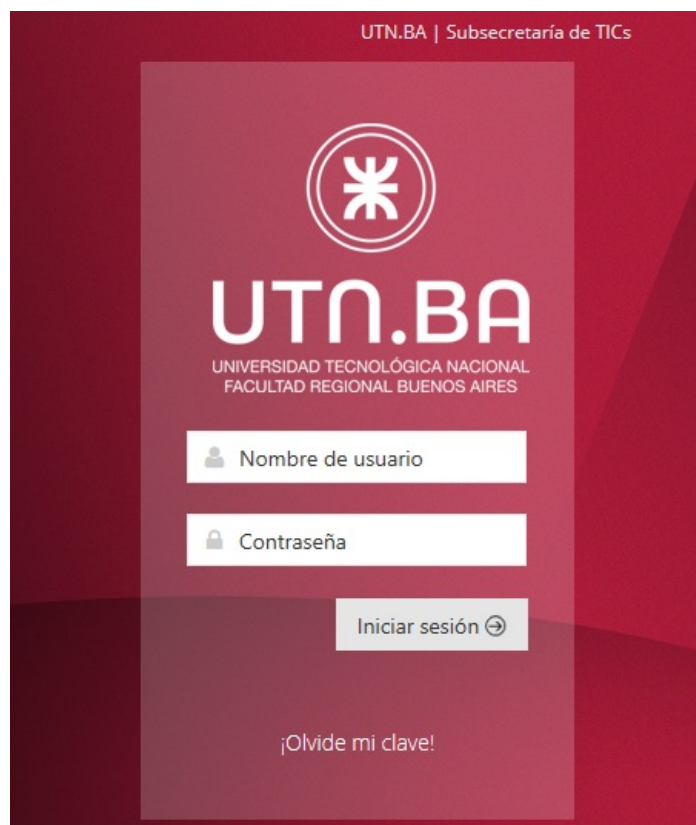 UTN.BA | Subsecretaría de TICs
UTN.BA
UNIVERSIDAD TECNOLÓGICA NACIONAL
FACULTAD REGIONAL BUENOS AIRES
Nombre de usuario
Contraseña
Iniciar sesión
¡Olvide mi clave!